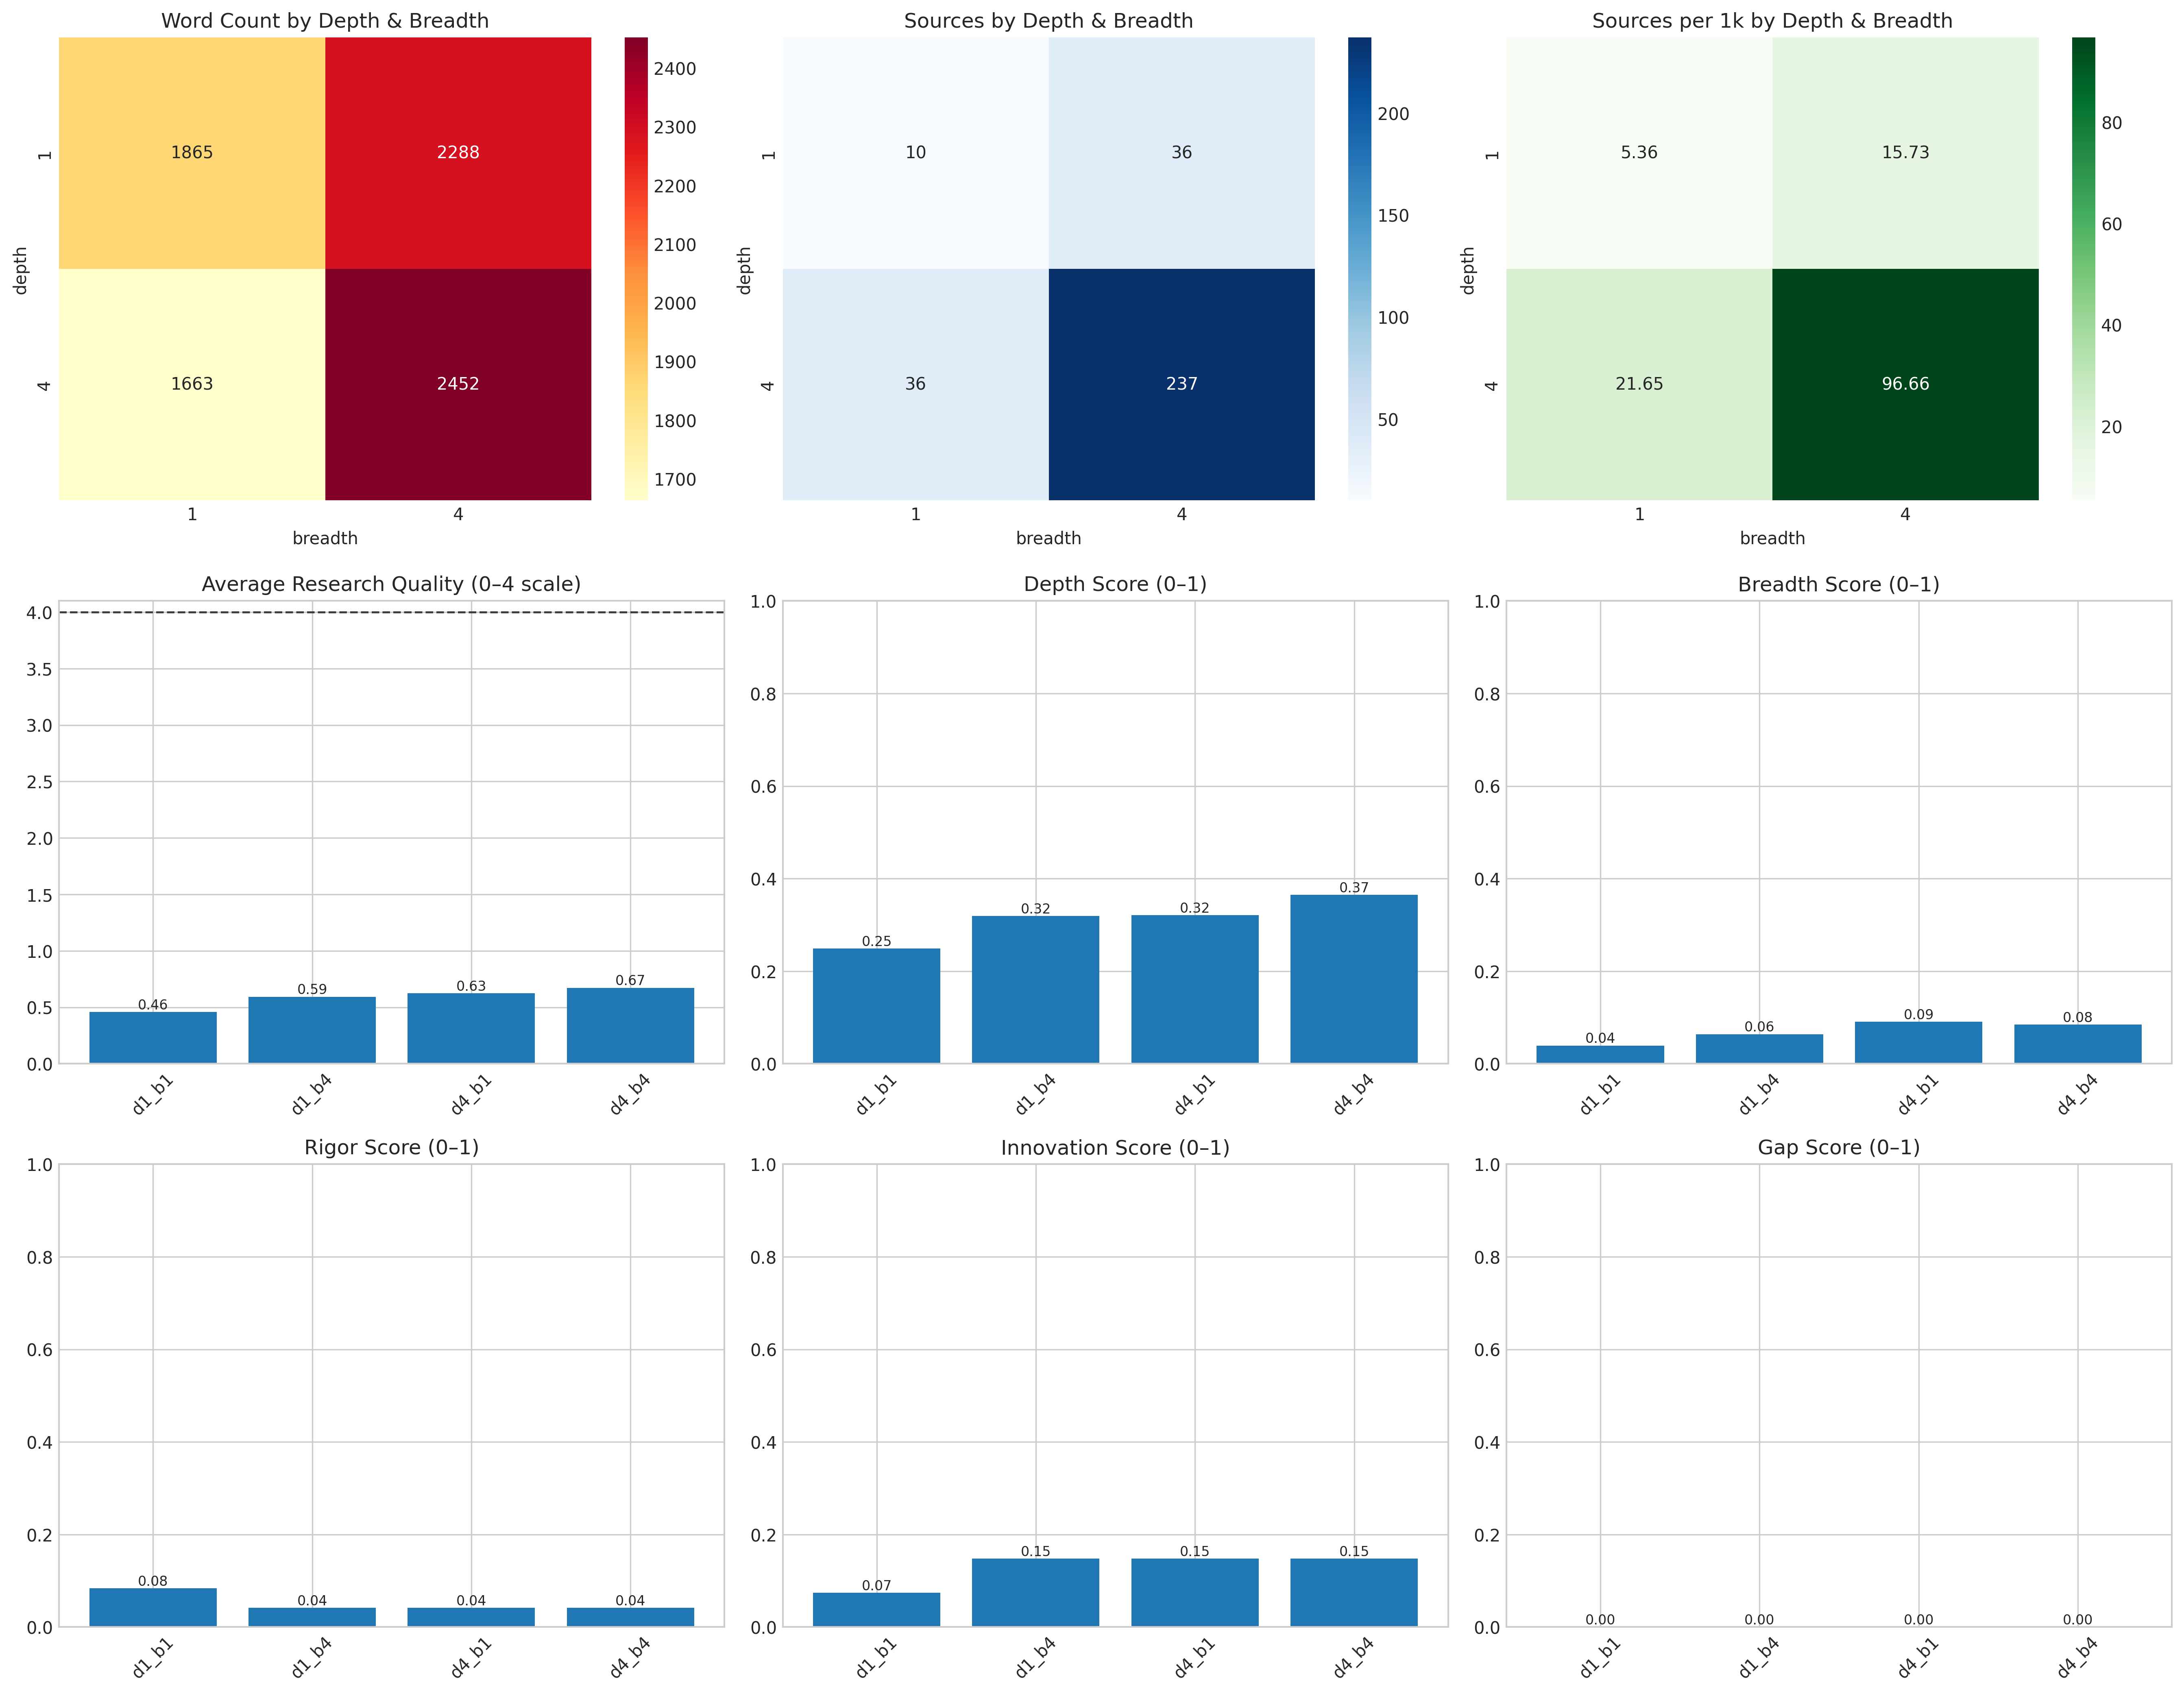 Word Count by Depth & Breadth
1865
2288
1663
2452
1
4
depth
1
4
breadth
2400
2300
2200
2100
2000
1900
1800
1700
Sources by Depth & Breadth
10
36
36
237
1
4
depth
1
4
breadth
200
150
100
50
Sources per 1k by Depth & Breadth
5.36
15.73
21.65
96.66
1
4
depth
1
4
breadth
80
60
40
20
Average Research Quality (0–4 scale)
4.0
3.5
3.0
2.5
2.0
1.5
1.0
0.5
0.0
0.46
0.59
0.63
0.67
d1_b1
d1_b4
d4_b1
d4_b4
Depth Score (0–1)
1.0
0.8
0.6
0.4
0.2
0.0
0.25
0.32
0.32
0.37
d1_b1
d1_b4
d4_b1
d4_b4
Breadth Score (0–1)
1.0
0.8
0.6
0.4
0.2
0.0
0.04
0.06
0.09
0.08
d1_b1
d1_b4
d4_b1
d4_b4
Rigor Score (0–1)
1.0
0.8
0.6
0.4
0.2
0.0
0.08
0.04
0.04
0.04
d1_b1
d1_b4
d4_b1
d4_b4
Innovation Score (0–1)
1.0
0.8
0.6
0.4
0.2
0.0
0.07
0.15
0.15
0.15
d1_b1
d1_b4
d4_b1
d4_b4
Gap Score (0–1)
1.0
0.8
0.6
0.4
0.2
0.0
0.00
0.00
0.00
0.00
d1_b1
d1_b4
d4_b1
d4_b4